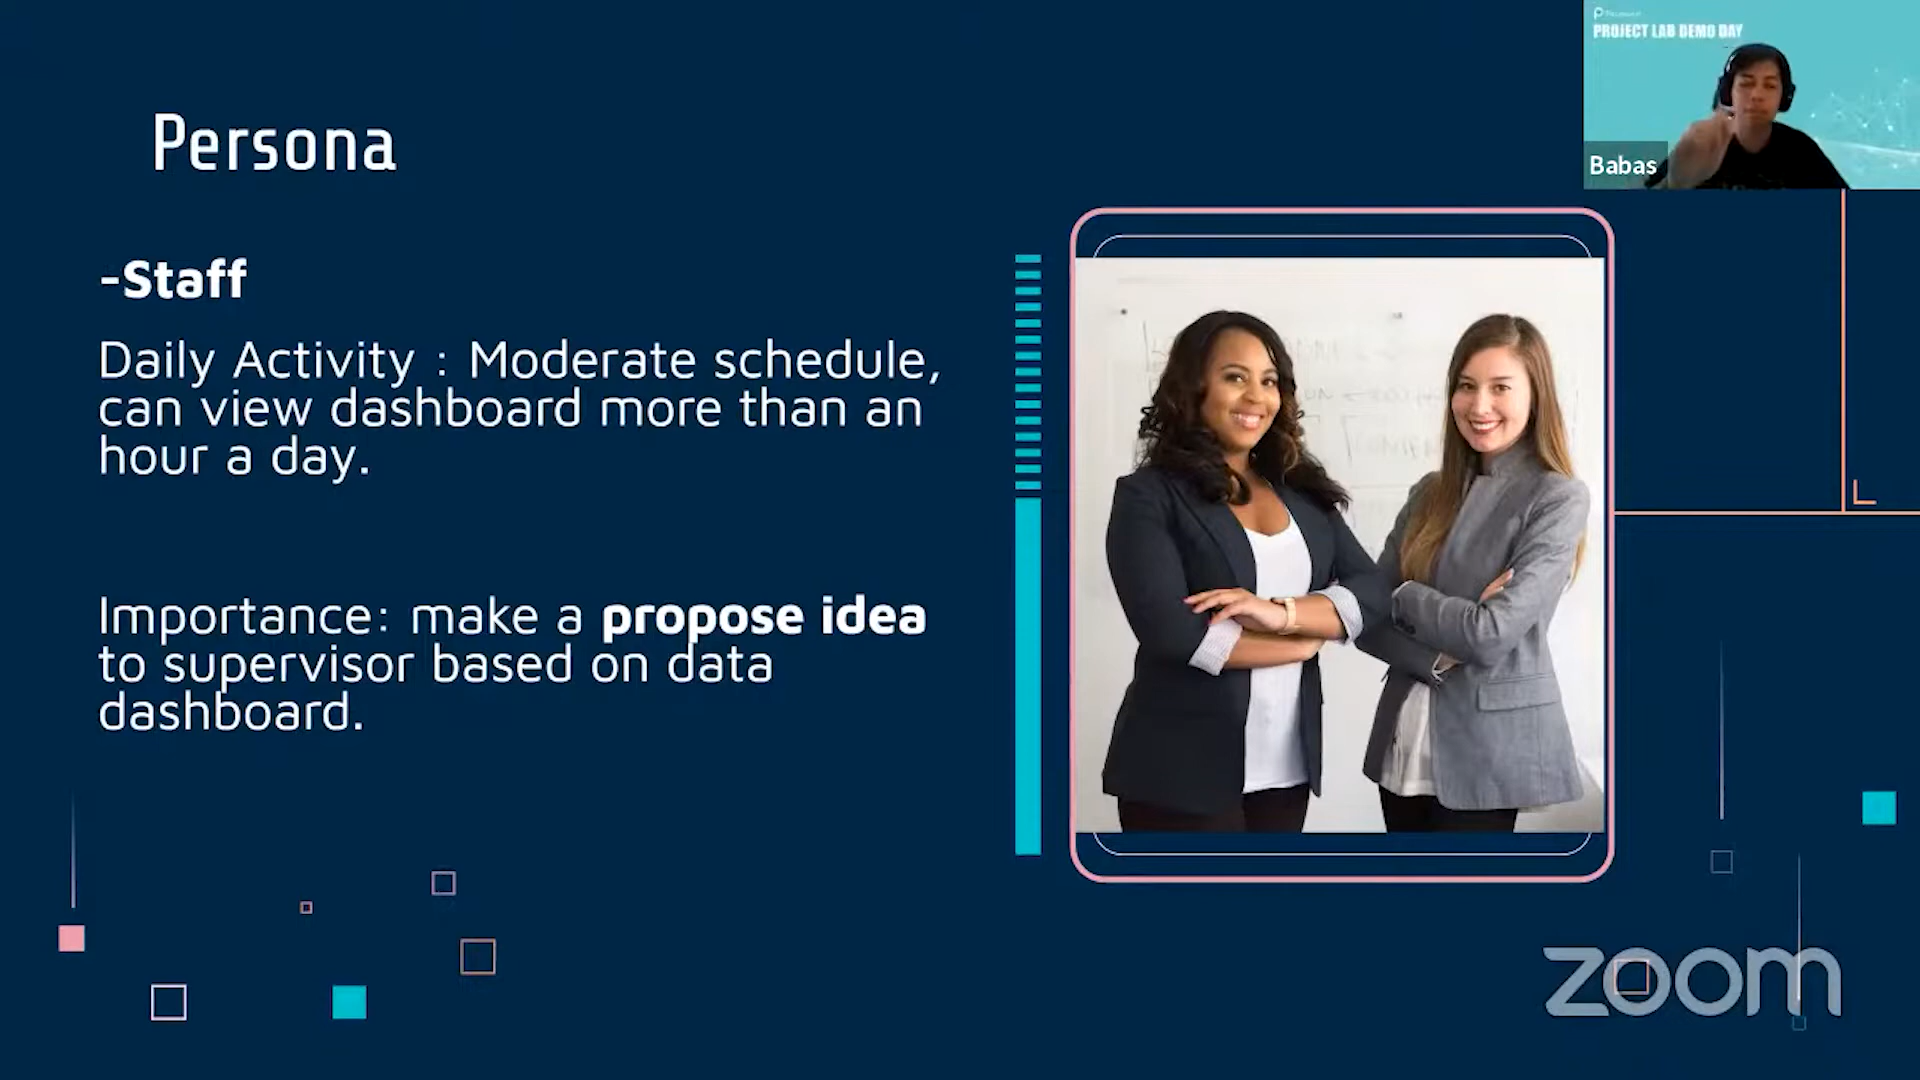 PROJECT LAB DEMO DAY
Babas
Persona
-Staff
Daily Activity : Moderate schedule,
can view dashboard more than an
hour a day.
Importance: make a propose idea
to supervisor based on data
dashboard.
zoom